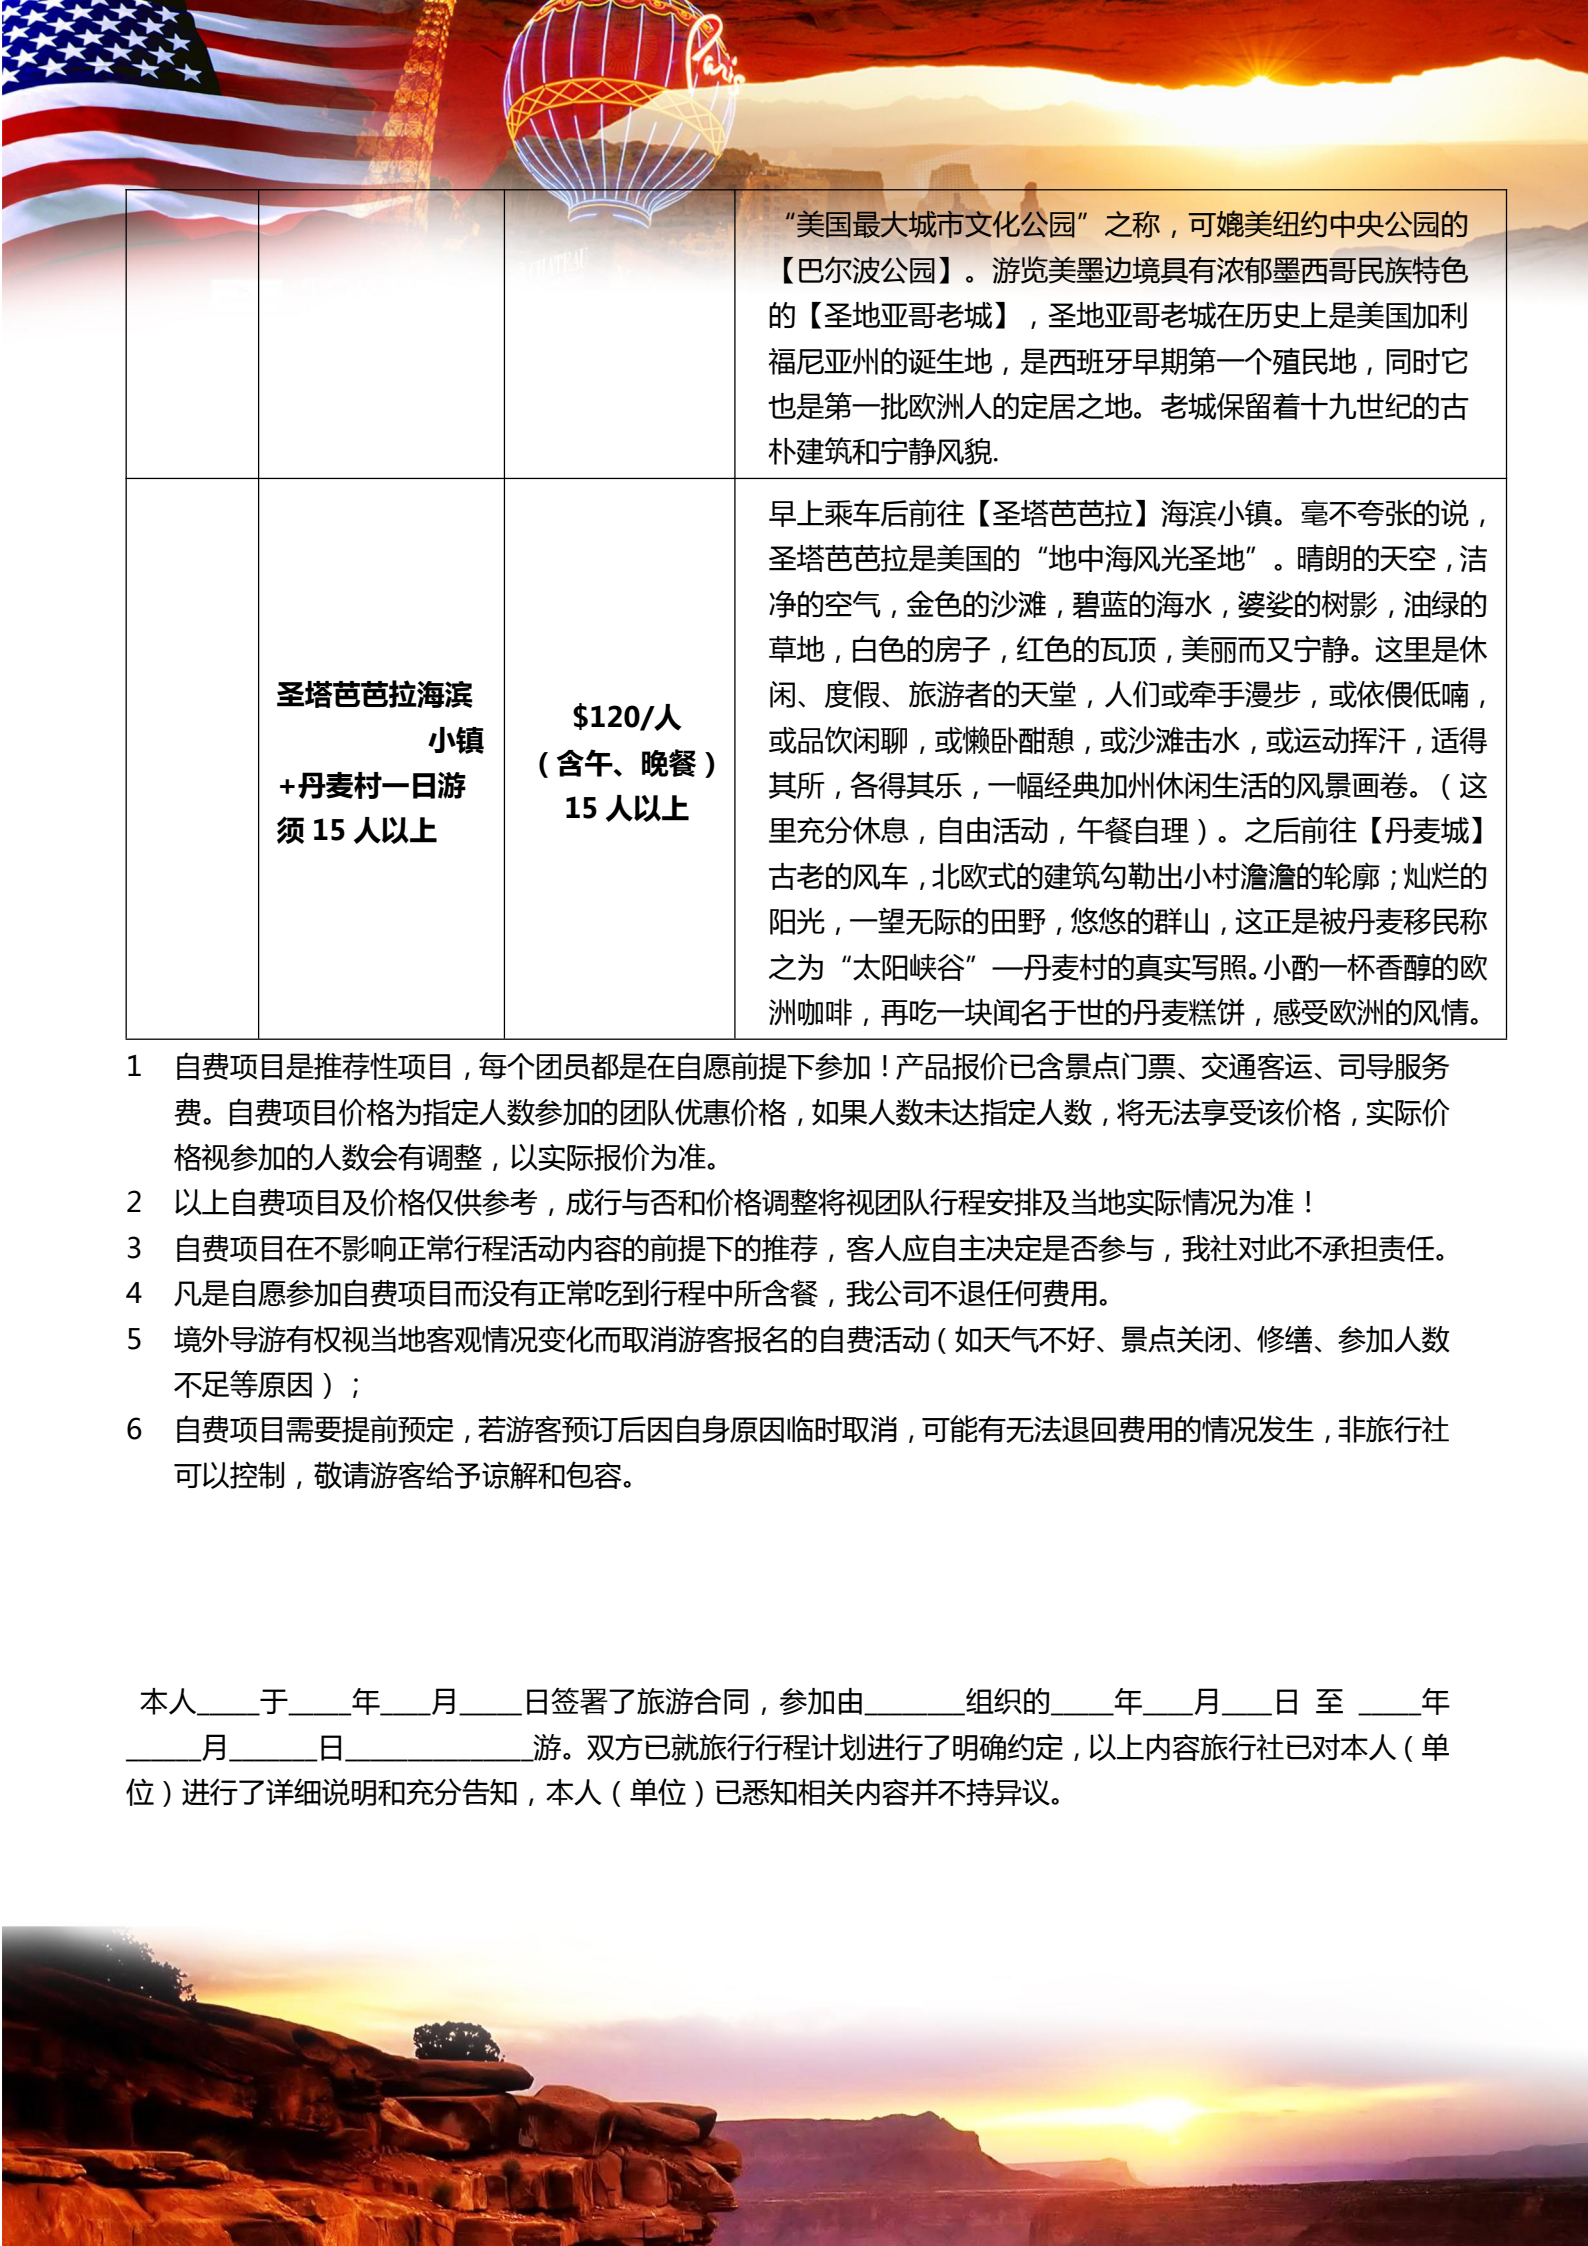 Paris
“美国最大城市文化公园”之称，可媲美纽约中央公园的
【巴尔波公园】。游览美墨边境具有浓郁墨西哥民族特色
的【圣地亚哥老城】，圣地亚哥老城在历史上是美国加利
福尼亚州的诞生地，是西班牙早期第一个殖民地，同时它
也是第一批欧洲人的定居之地。老城保留着十九世纪的古
朴建筑和宁静风貌.
圣塔芭芭拉海滨
小镇
+丹麦村一日游
须 15 人以上
$120/人
（含午、晚餐）
15 人以上
早上乘车后前往【圣塔芭芭拉】海滨小镇。毫不夸张的说，
圣塔芭芭拉是美国的“地中海风光圣地”。晴朗的天空，洁
净的空气，金色的沙滩，碧蓝的海水，婆娑的树影，油绿的
草地，白色的房子，红色的瓦顶，美丽而又宁静。这里是休
闲、度假、旅游者的天堂，人们或牵手漫步，或依偎低喃，
或品饮闲聊，或懒卧酣憩，或沙滩击水，或运动挥汗，适得
其所，各得其乐，一幅经典加州休闲生活的风景画卷。（这
里充分休息，自由活动，午餐自理）。之后前往【丹麦城】
古老的风车，北欧式的建筑勾勒出小村澹澹的轮廓；灿烂的
阳光，一望无际的田野，悠悠的群山，这正是被丹麦移民称
之为“太阳峡谷”—丹麦村的真实写照。小酌一杯香醇的欧
洲咖啡，再吃一块闻名于世的丹麦糕饼，感受欧洲的风情。
1 自费项目是推荐性项目，每个团员都是在自愿前提下参加！产品报价已含景点门票、交通客运、司导服务
费。自费项目价格为指定人数参加的团队优惠价格，如果人数未达指定人数，将无法享受该价格，实际价
格视参加的人数会有调整，以实际报价为准。
2 以上自费项目及价格仅供参考，成行与否和价格调整将视团队行程安排及当地实际情况为准！
3 自费项目在不影响正常行程活动内容的前提下的推荐，客人应自主决定是否参与，我社对此不承担责任。
4 凡是自愿参加自费项目而没有正常吃到行程中所含餐，我公司不退任何费用。
5 境外导游有权视当地客观情况变化而取消游客报名的自费活动（如天气不好、景点关闭、修缮、参加人数
不足等原因）；
6 自费项目需要提前预定，若游客预订后因自身原因临时取消，可能有无法退回费用的情况发生，非旅行社
可以控制，敬请游客给予谅解和包容。
本人_____于_____年____月_____日签署了旅游合同，参加由________组织的_____年____月____日 至 _____年
______月_______日_______________游。双方已就旅行行程计划进行了明确约定，以上内容旅行社已对本人（单
位）进行了详细说明和充分告知，本人（单位）已悉知相关内容并不持异议。